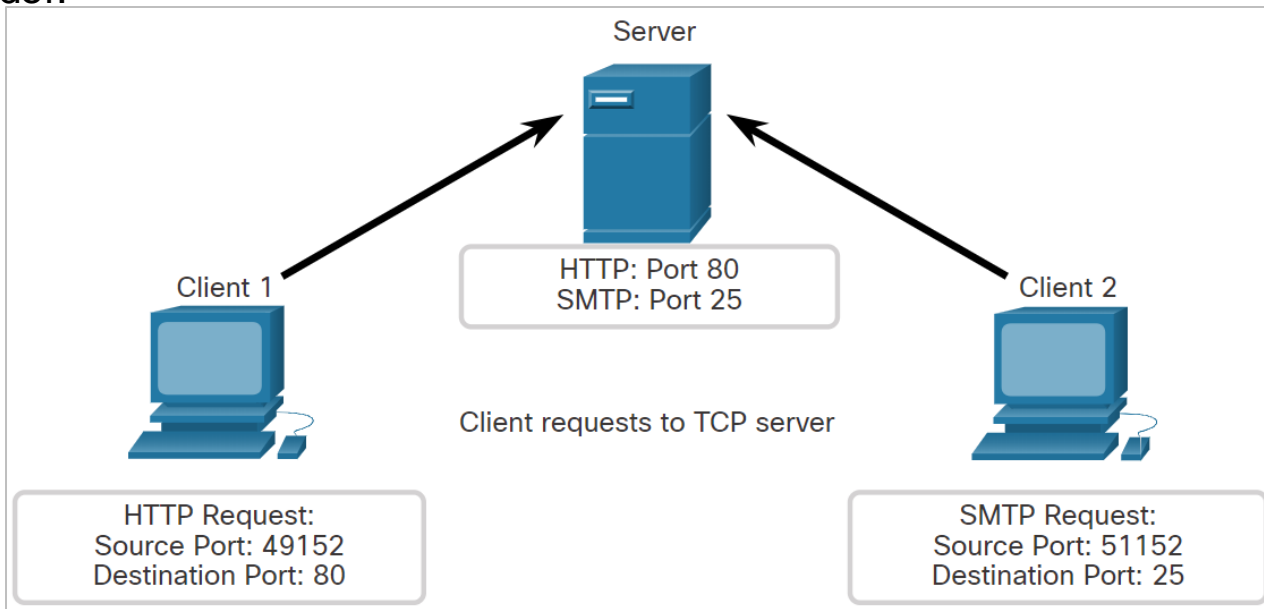 Server
HTTP: Port 80
SMTP: Port 25
Client 1
Client 2
Client requests to TCP server
HTTP Request:
Source Port: 49152
Destination Port: 80
SMTP Request:
Source Port: 51152
Destination Port: 25